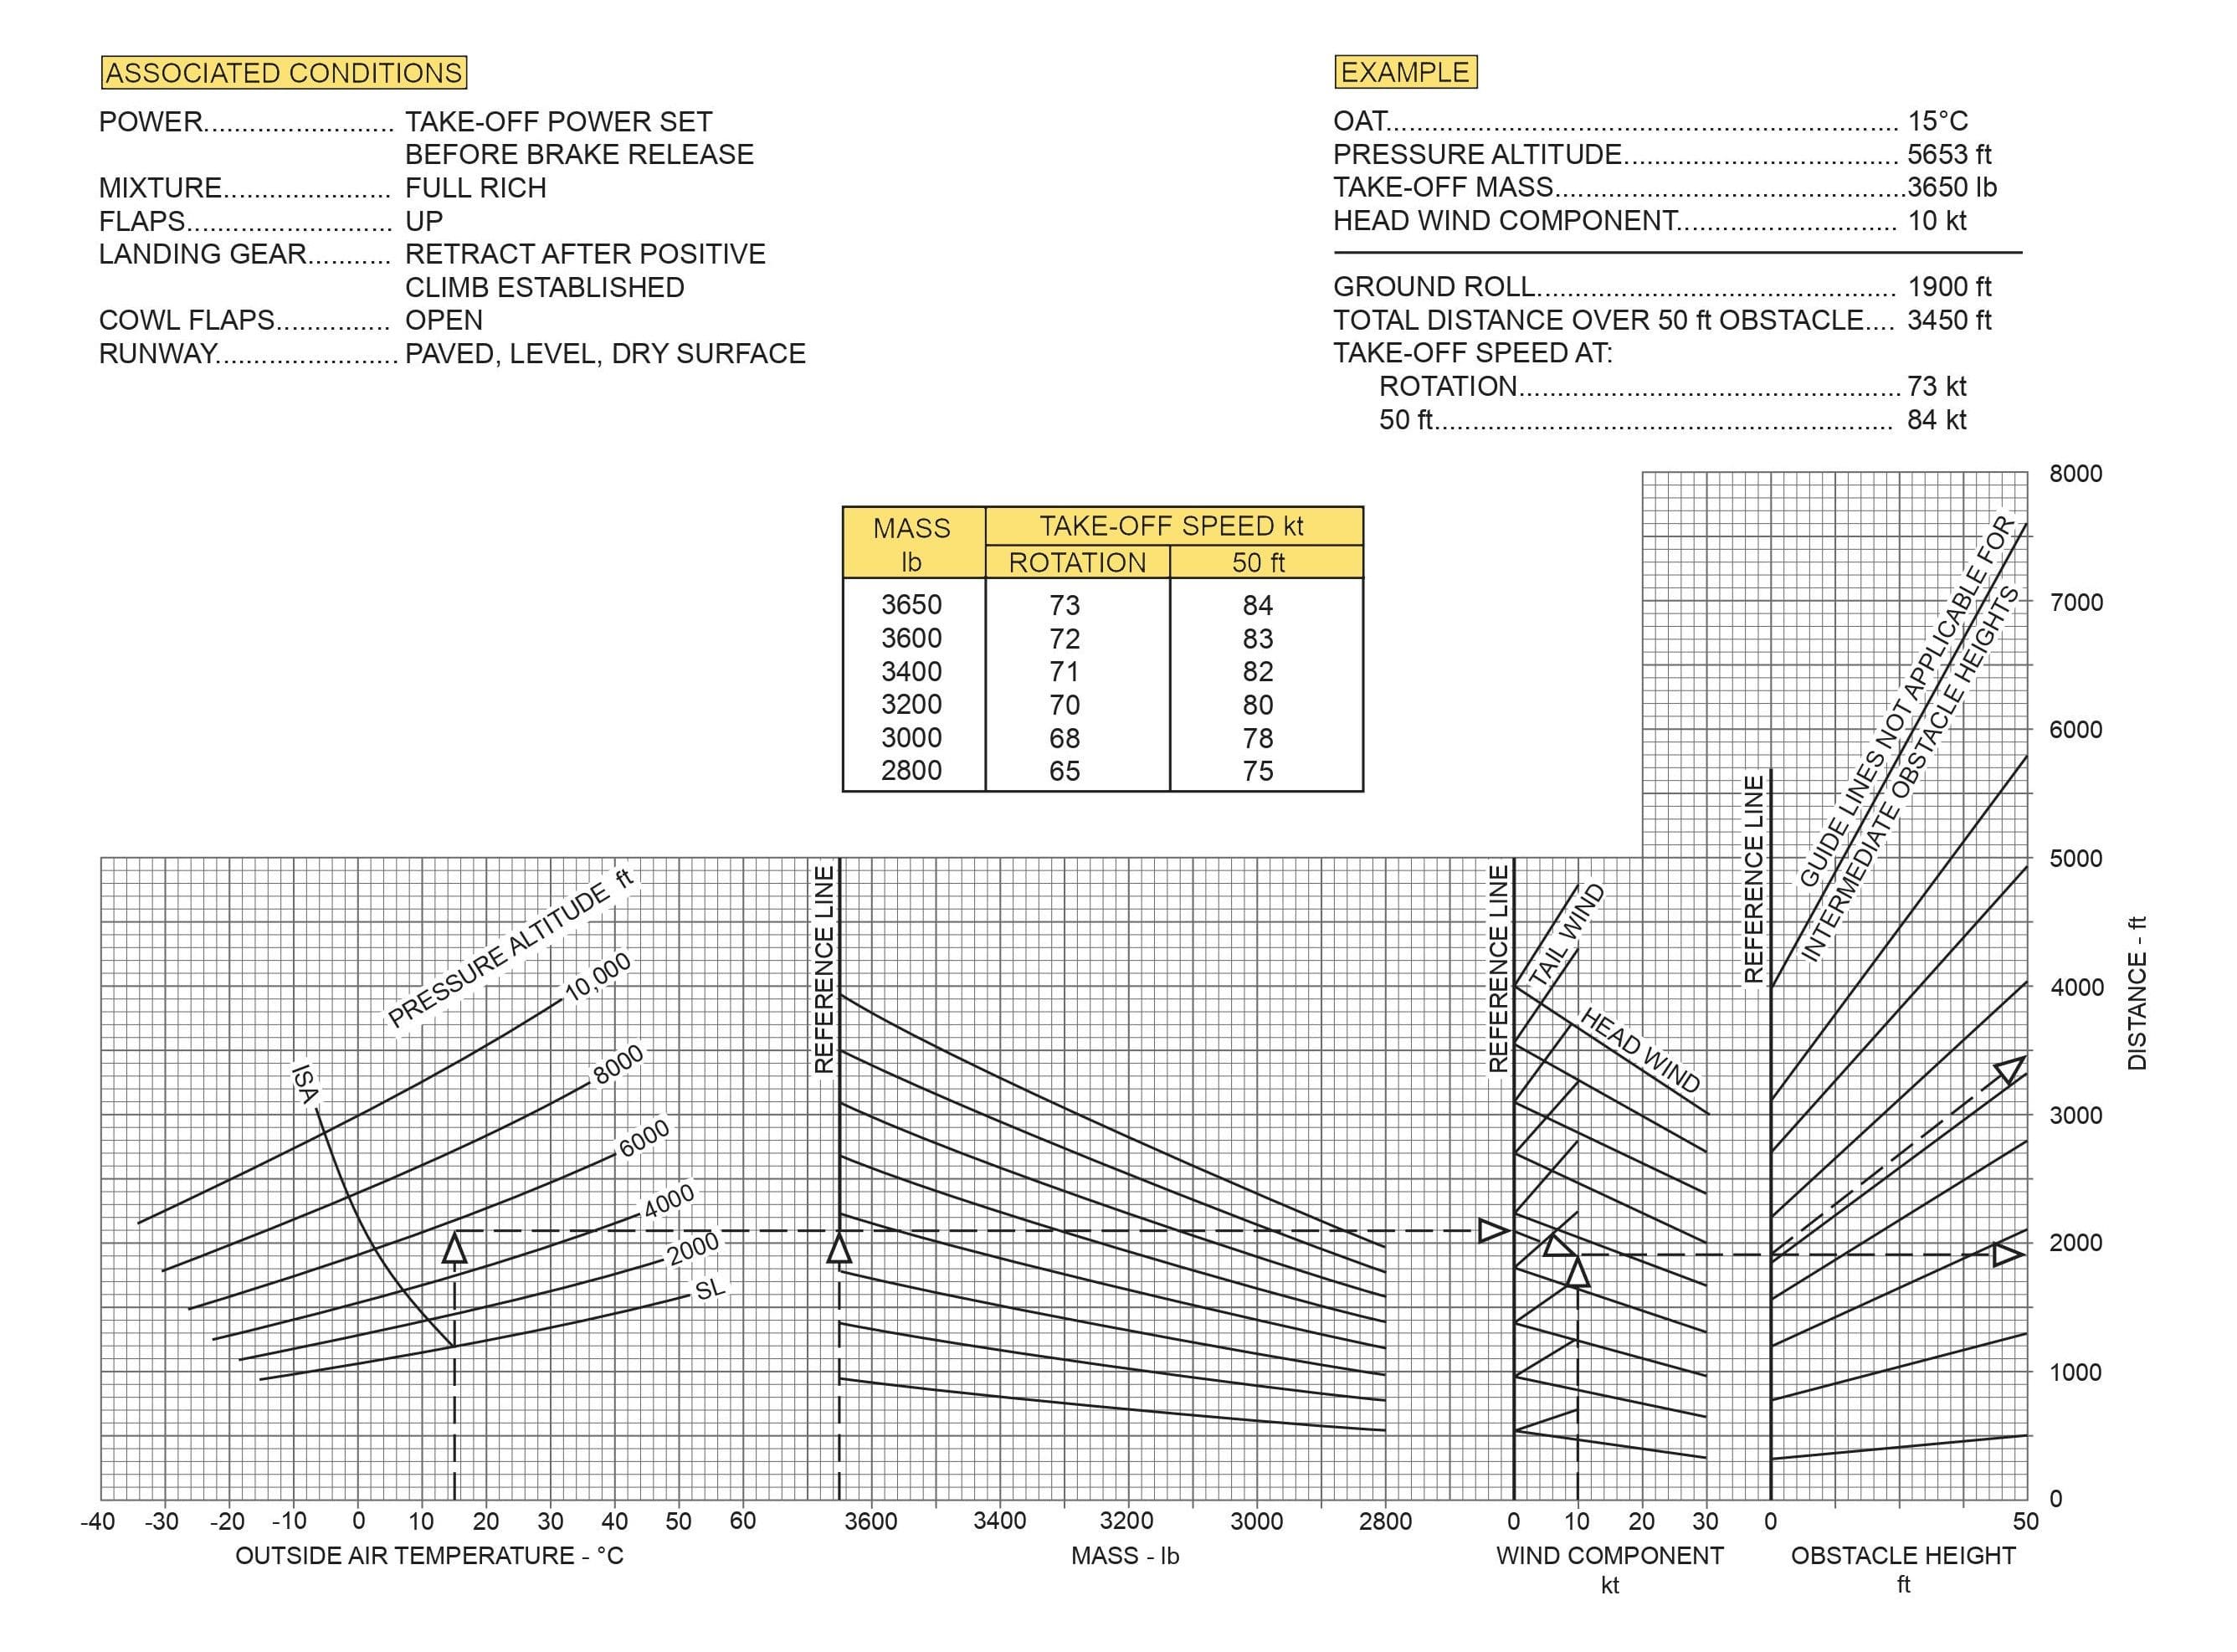 ASSOCIATED CONDITIONS
POWER......................... TAKE-OFF POWER SET
BEFORE BRAKE RELEASE
MIXTURE...................... FULL RICH
FLAPS........................... UP
LANDING GEAR........... RETRACT AFTER POSITIVE
CLIMB ESTABLISHED
COWL FLAPS............... OPEN
RUNWAY........................ PAVED, LEVEL, DRY SURFACE
EXAMPLE
OAT.................................................................. 15°C
PRESSURE ALTITUDE.................................... 5653 ft
TAKE-OFF MASS..............................................3650 lb
HEAD WIND COMPONENT............................. 10 kt
GROUND ROLL............................................... 1900 ft
TOTAL DISTANCE OVER 50 ft OBSTACLE.... 3450 ft
TAKE-OFF SPEED AT:
ROTATION.................................................. 73 kt
50 ft............................................................ 84 kt
MASS lb TAKE-OFF SPEED kt
ROTATION 50 ft
3650 73 84
3600 72 83
3400 71 82
3200 70 80
3000 68 78
2800 65 75
PRESSURE ALTITUDE ft
10,000
8000
6000
4000
2000
SL
ISA
REFERENCE LINE
REFERENCE LINE
TAIL WIND
HEAD WIND
REFERENCE LINE
GUIDE LINES NOT APPLICABLE FOR
INTERMEDIATE OBSTACLE HEIGHTS
8000
7000
6000
5000
4000
3000
2000
1000
0
DISTANCE - ft
-40 -30 -20 -10 0 10 20 30 40 50 60
OUTSIDE AIR TEMPERATURE - °C
3600 3400 3200 3000 2800
MASS - lb
0 10 20 30
WIND COMPONENT
kt
0 50
OBSTACLE HEIGHT
ft